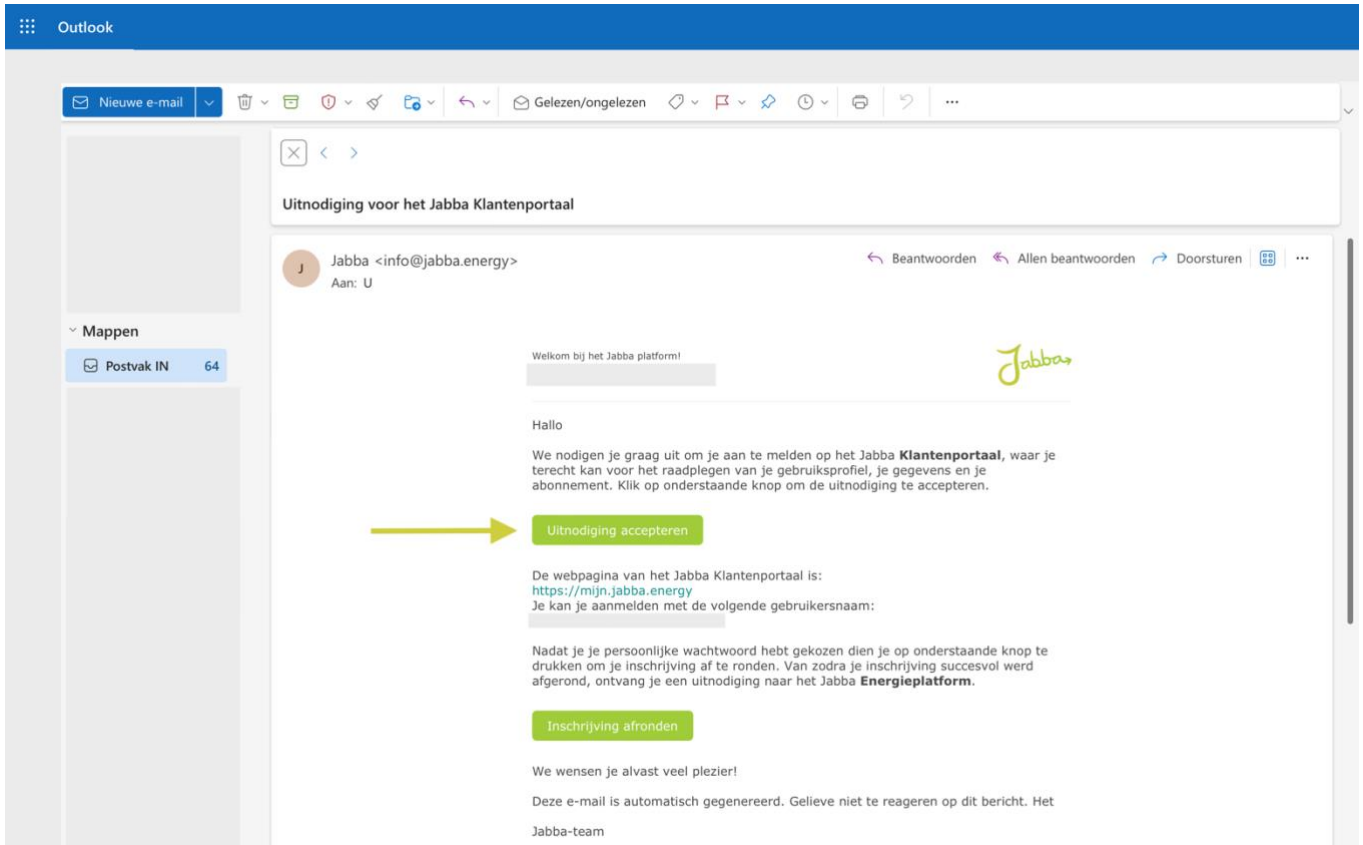 Outlook
Nieuwe e-mail
Gelezen/ongelezen
Uitnodiging voor het Jabba Klantenportaal
J
Jabba <info@jabba.energy>
Aan: U
Beantwoorden
Allen beantwoorden
Doorsturen
Mappen
Postvak IN 64
Welkom bij het Jabba platform!
Jabba
Hallo
We nodigen je graag uit om je aan te melden op het Jabba Klantenportaal, waar je
terecht kan voor het raadplegen van je gebruiksprofiel, je gegevens en je
abonnement. Klik op onderstaande knop om de uitnodiging te accepteren.
Uitnodiging accepteren
De webpagina van het Jabba Klantenportaal is:
https://mijn.jabba.energy
Je kan je aanmelden met de volgende gebruikersnaam:
Nadat je je persoonlijke wachtwoord hebt gekozen dien je op onderstaande knop te
drukken om je inschrijving af te ronden. Van zodra je inschrijving succesvol werd
afgerond, ontvang je een uitnodiging naar het Jabba Energieplatform.
Inschrijving afronden
We wensen je alvast veel plezier!
Deze e-mail is automatisch gegenereerd. Gelieve niet te reageren op dit bericht. Het
Jabba-team